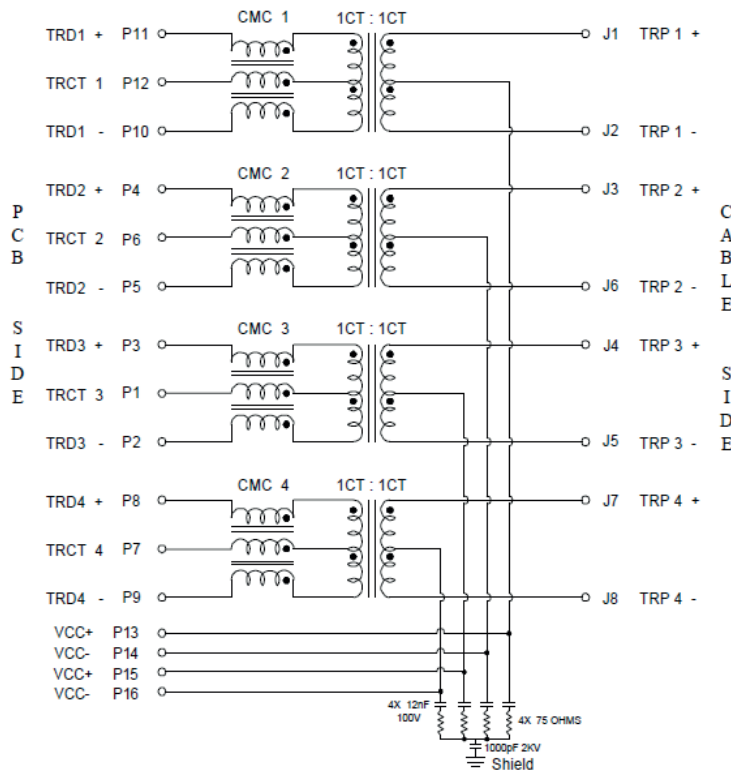 CMC 1 1CT : 1CT
TRD1 + P11 J1 TRP 1 +
TRCT 1 P12
TRD1 - P10 J2 TRP 1 -
CMC 2 1CT : 1CT
TRD2 + P4 J3 TRP 2 +
TRCT 2 P6
TRD2 - P5 J6 TRP 2 -
CMC 3 1CT : 1CT
TRD3 + P3 J4 TRP 3 +
TRCT 3 P1
TRD3 - P2 J5 TRP 3 -
CMC 4 1CT : 1CT
TRD4 + P8 J7 TRP 4 +
TRCT 4 P7
TRD4 - P9 J8 TRP 4 -
VCC+ P13
VCC- P14
VCC+ P15
VCC- P16
4X 12nF
100V
4X 75 OHMS
1000pF 2KV
Shield
PCB SIDE
CABLE SIDE